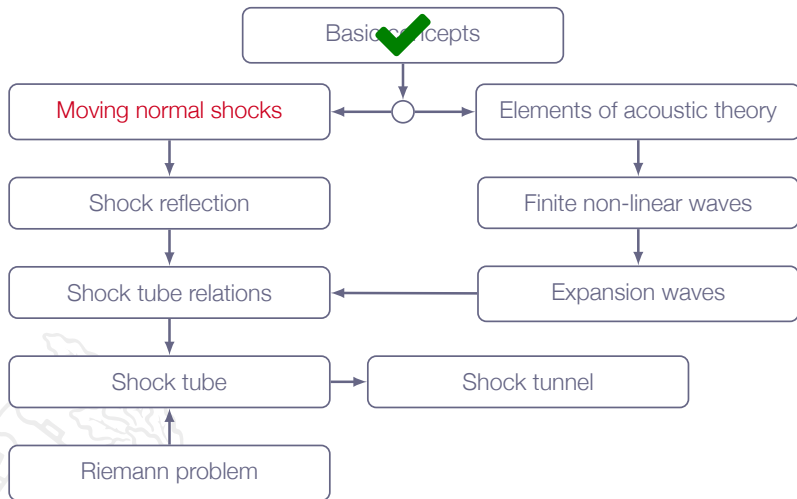 Basic concepts
Moving normal shocks
Elements of acoustic theory
Shock reflection
Finite non-linear waves
Shock tube relations
Expansion waves
Shock tube
Shock tunnel
Riemann problem